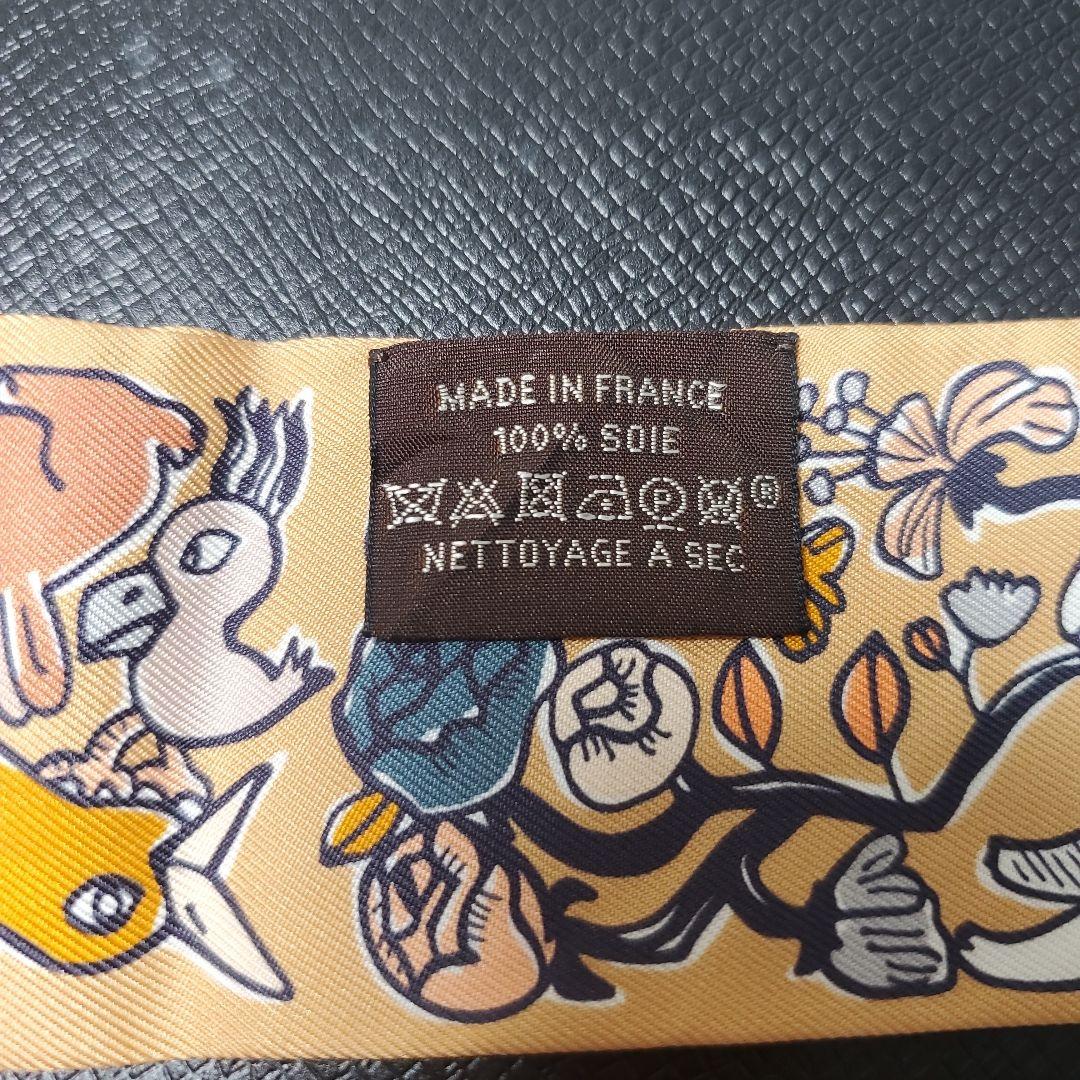 MADE IN FRANCE
100% SOIE
P W ®
NETTOYAGE A SEC